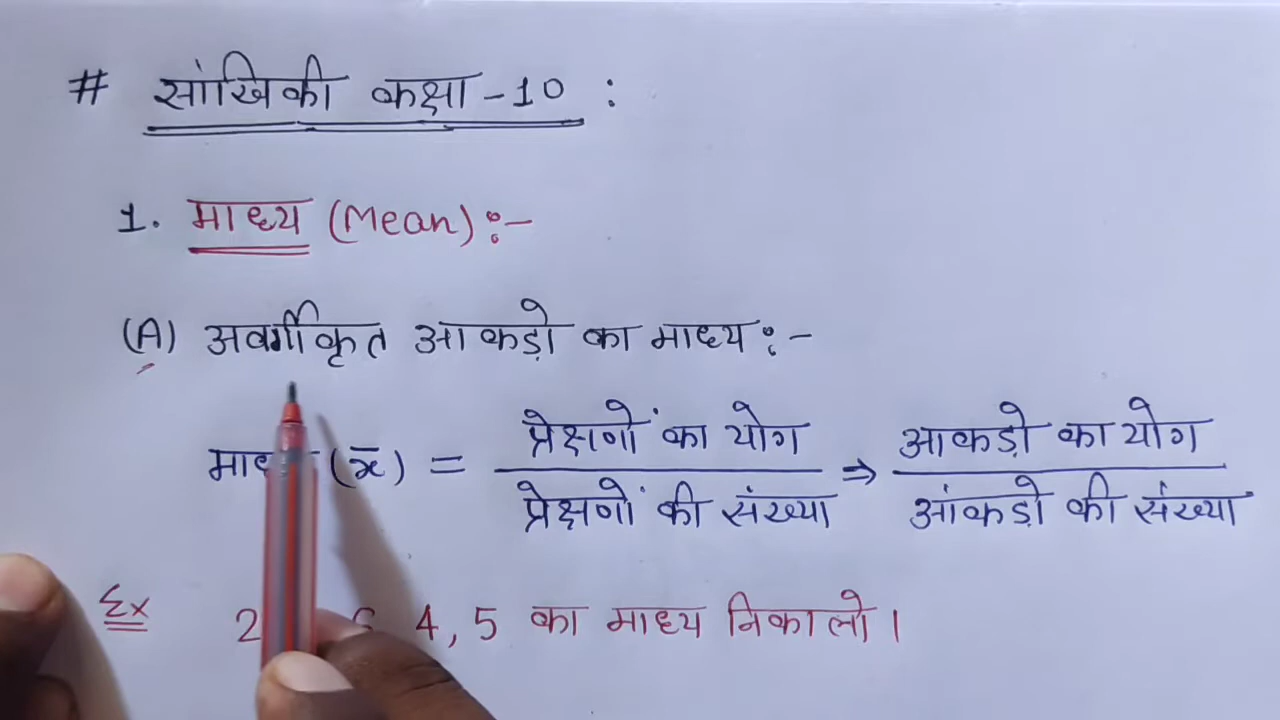 # सांखिकी कक्षा -10 :
1. माध्य (Mean) :-
(A) अवर्गीकृत आकड़ो का माध्य :-
(x̄) = प्रेक्षणों का योग / प्रेक्षणों की संख्या ⇒ आकड़ो का योग / आंकड़ो की संख्या
Ex 2 4, 5 का माध्य निकालो।